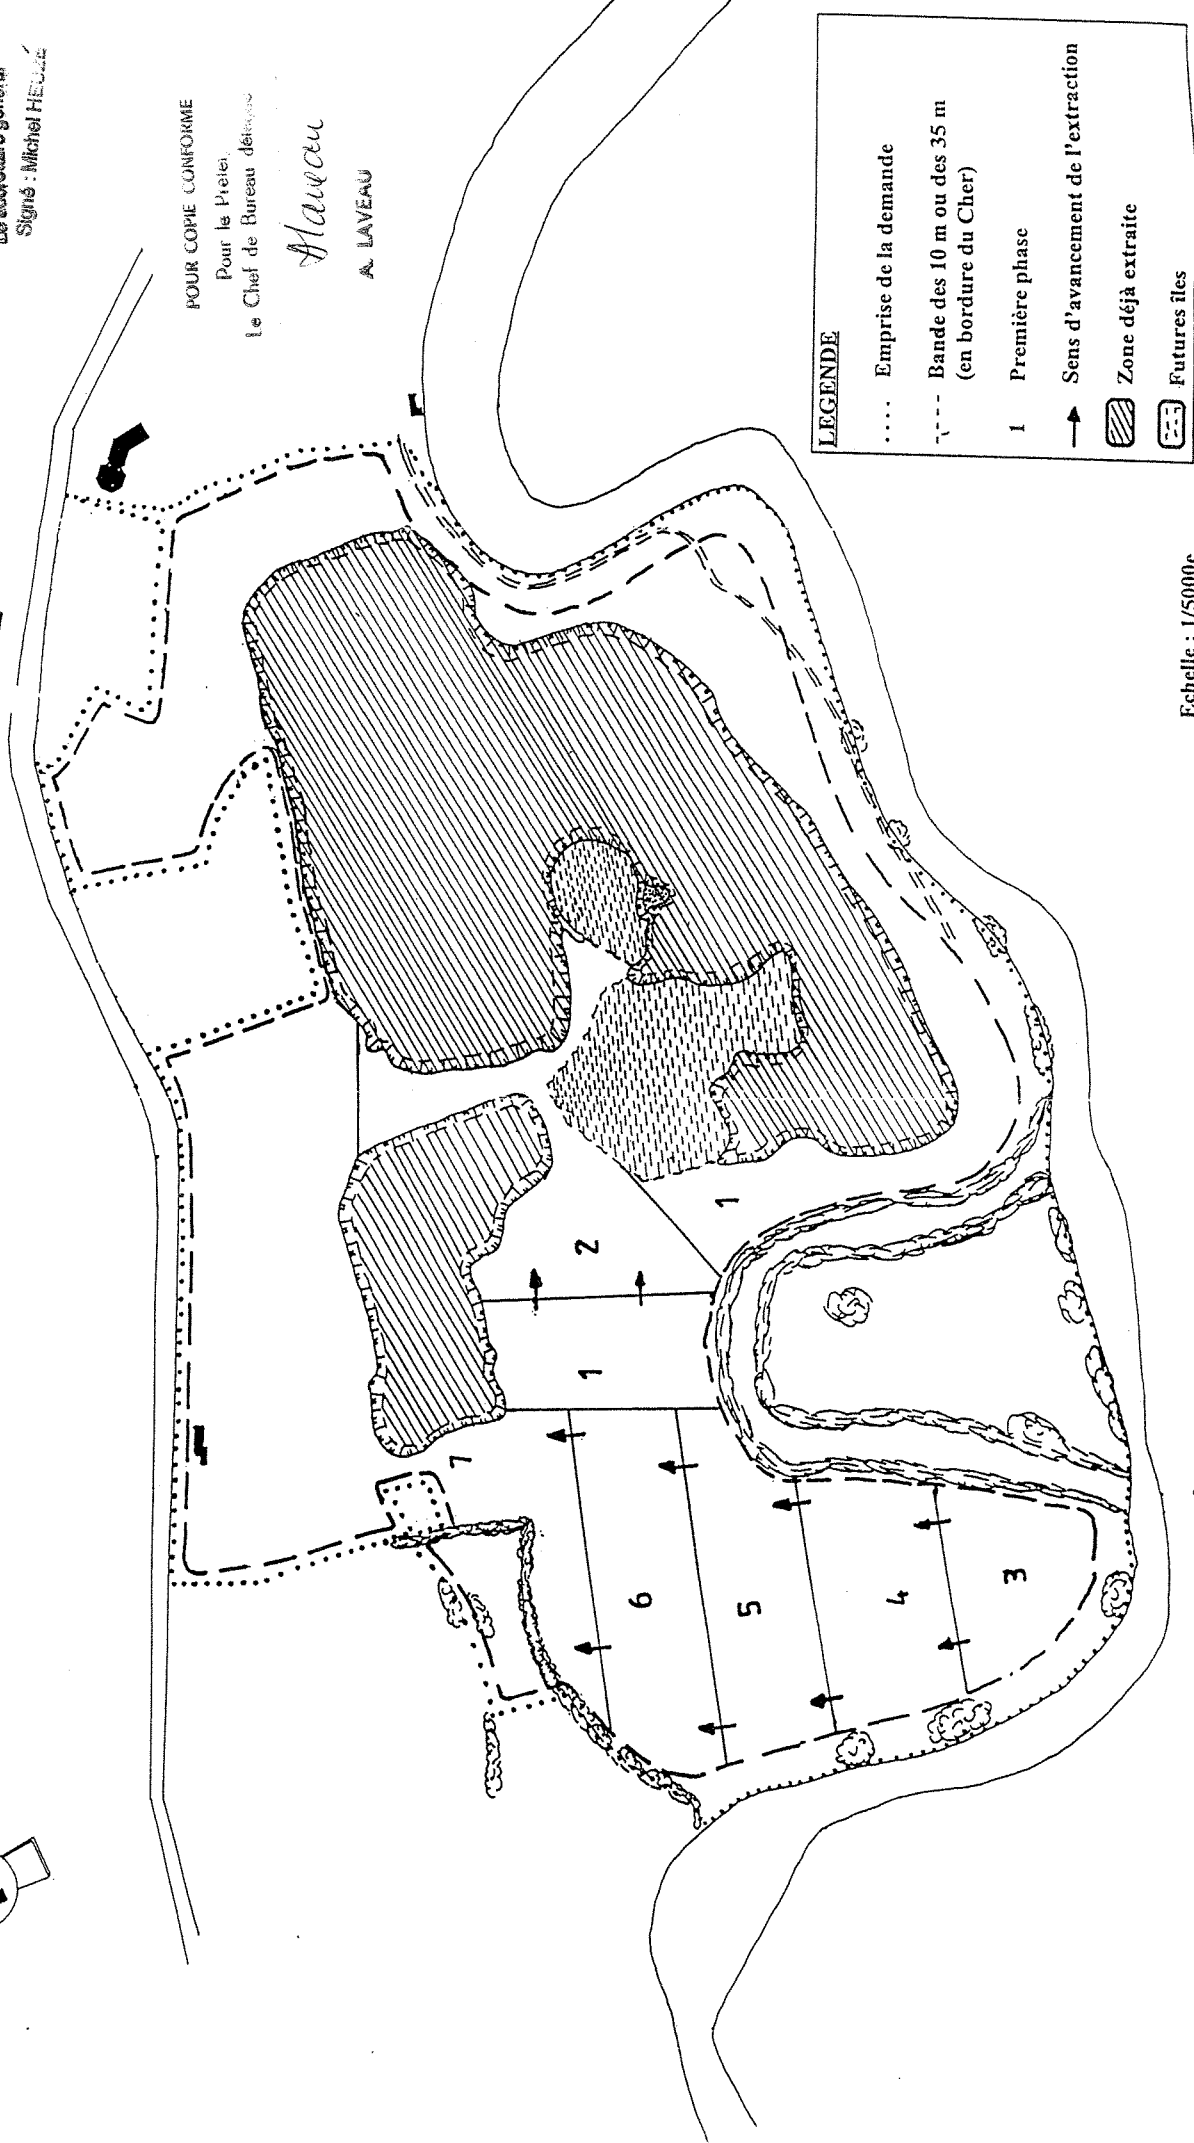 Signé : Michel HEUZÉ
POUR COPIE CONFORME
Pour le Préfet,
Le Chef de Bureau
A. LAVEAU
LEGENDE
.... Emprise de la demande
Bande des 10 m ou des 35 m
(en bordure du Cher)
1 Première phase
Sens d'avancement de l'extraction
Zone déjà extraite
Futures îles
Echelle : 1/5000e
1
2
1
7
6
5
4
3